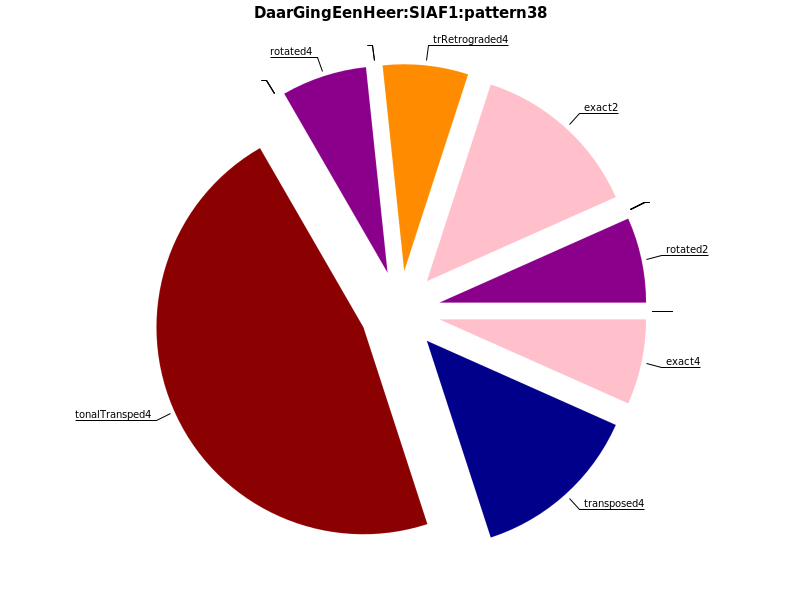 DaarGingEenHeer:SIAF1:pattern38
trRetrograded4
rotated4
exact2
rotated2
exact4
tonalTransped4
transposed4